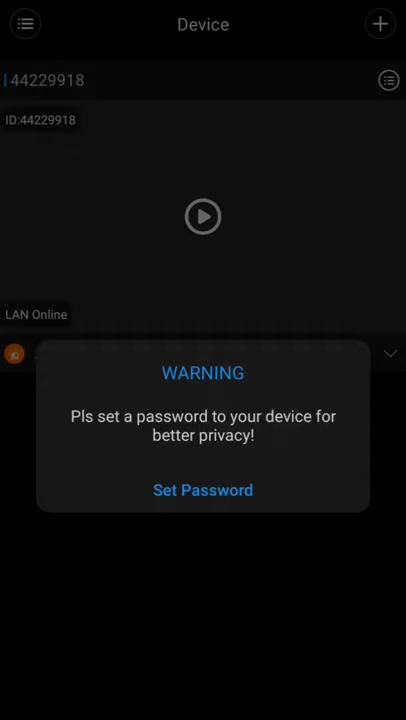 Device
44229918
ID:44229918
LAN Online
WARNING
Pls set a password to your device for
better privacy!
Set Password